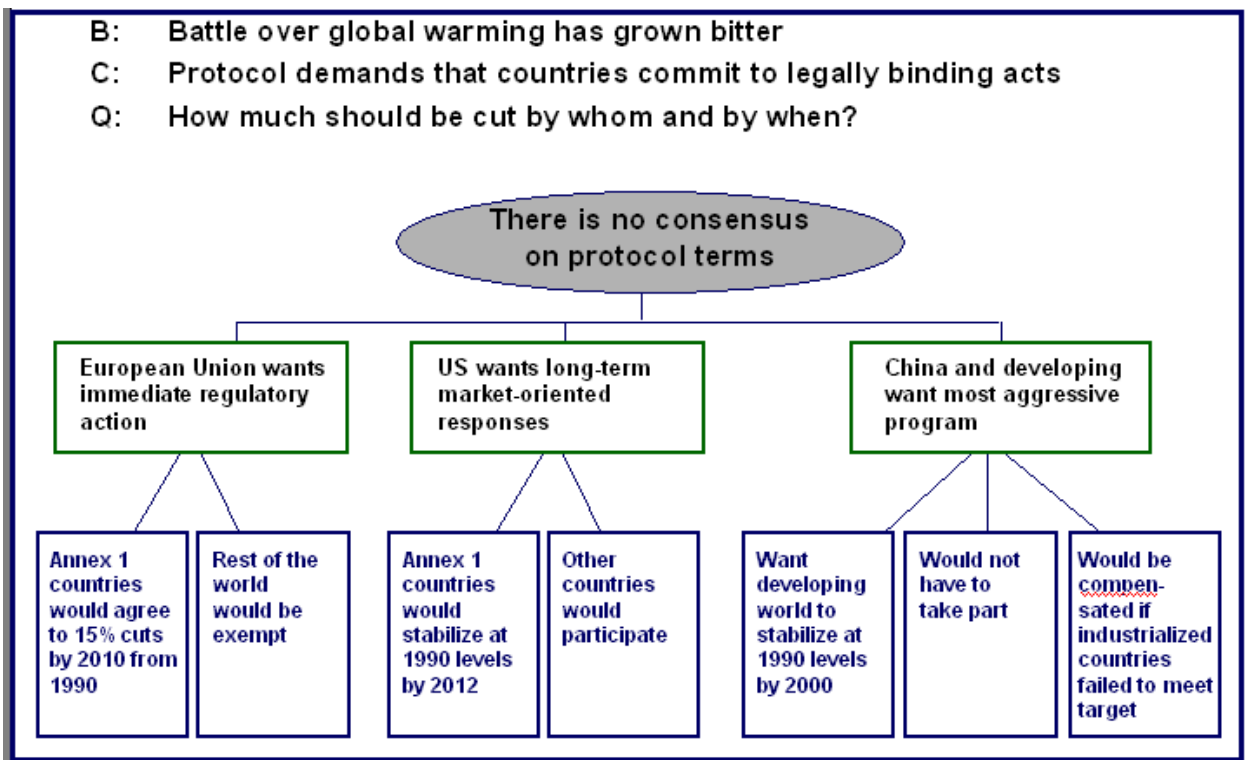 B: Battle over global warming has grown bitter
C: Protocol demands that countries commit to legally binding acts
Q: How much should be cut by whom and by when?
There is no consensus
on protocol terms
European Union wants
immediate regulatory
action
US wants long-term
market-oriented
responses
China and developing
want most aggressive
program
Annex 1
countries
would agree
to 15% cuts
by 2010 from
1990
Rest of the
world
would be
exempt
Annex 1
countries
would
stabilize at
1990 levels
by 2012
Other
countries
would
participate
Want
developing
world to
stabilize at
1990 levels
by 2000
Would not
have to
take part
Would be
compen-
sated if
industrialized
countries
failed to meet
target